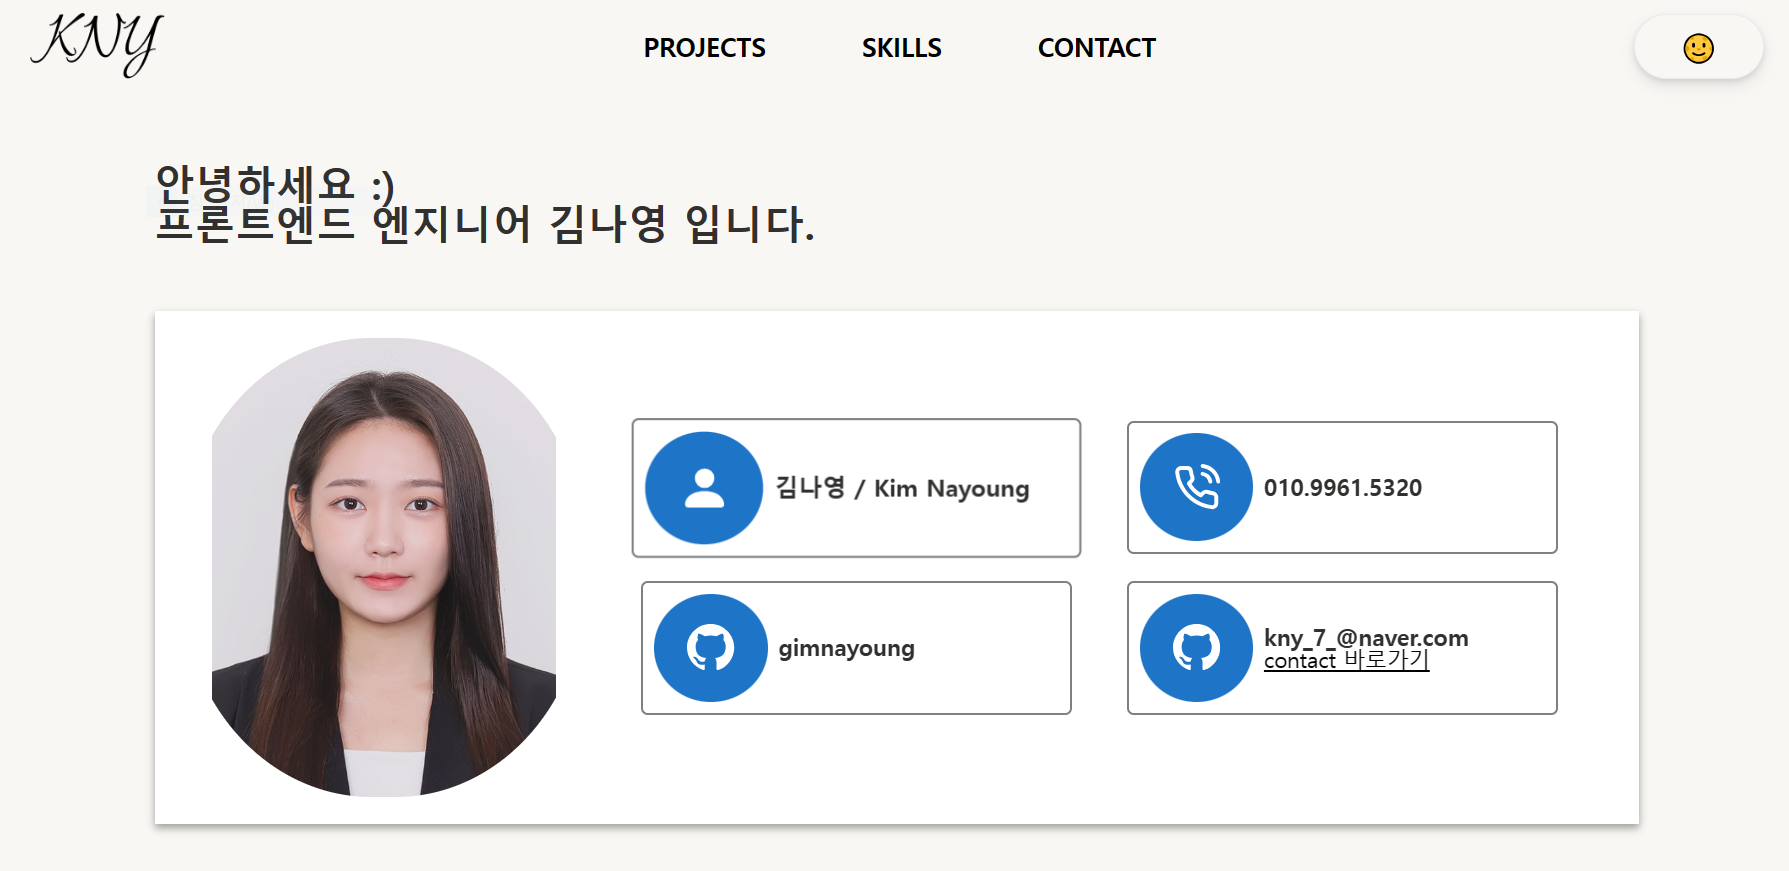 KNY
PROJECTS
SKILLS
CONTACT
안녕하세요 :)
프론트엔드 엔지니어 김나영 입니다.
김나영 / Kim Nayoung
010.9961.5320
gimnayoung
kny_7_@naver.com
contact 바로가기